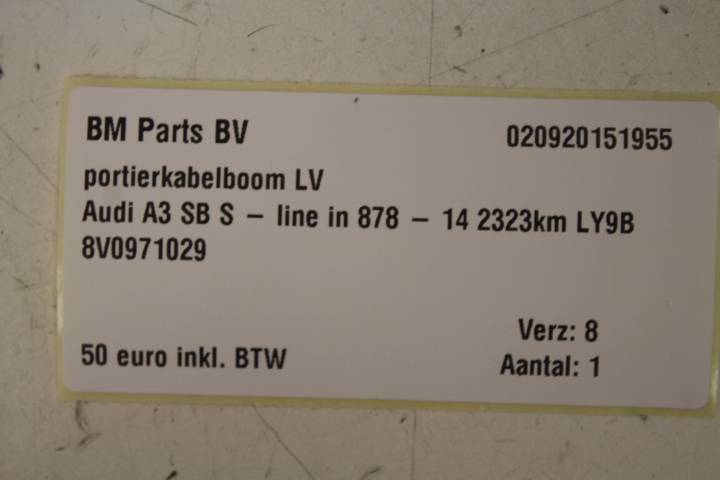 BM Parts BV 020920151955
portierkabelboom LV
Audi A3 SB S – line in 878 – 14 2323km LY9B
8V0971029
Verz: 8
50 euro inkl. BTW
Aantal: 1